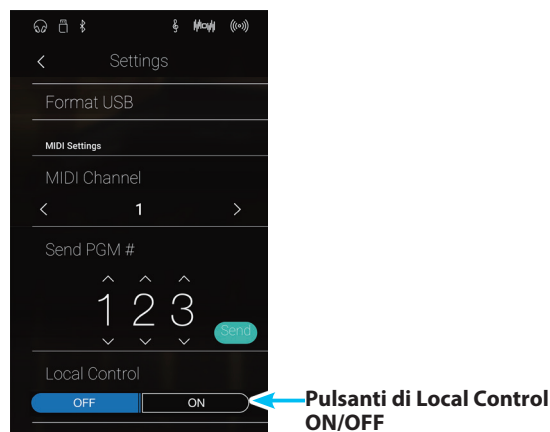 Settings
Format USB
MIDI Settings
MIDI Channel
1
Send PGM #
1 2 3
Send
Local Control
OFF ON
Pulsanti di Local Control
ON/OFF